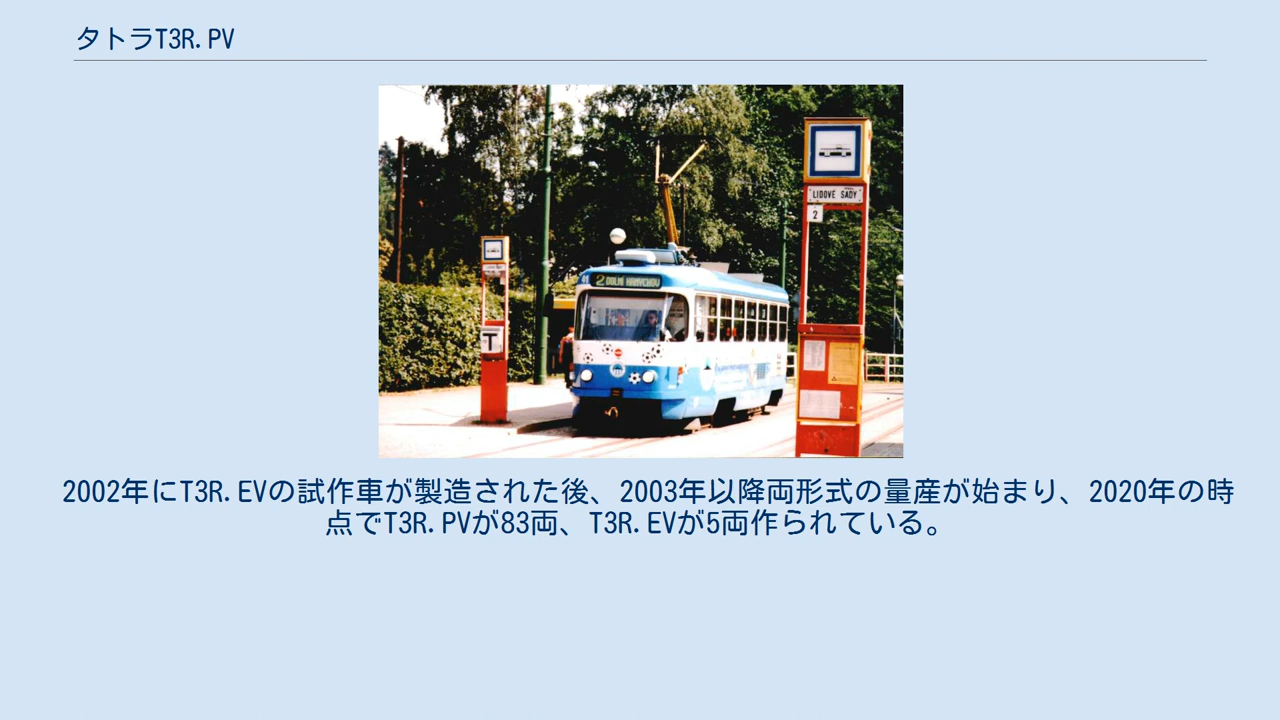 タトラT3R.PV
LIDOVÉ SADY
2
2 DOLNÍ HANYCHOV
T
2002年にT3R.EVの試作車が製造された後、2003年以降両形式の量産が始まり、2020年の時
点でT3R.PVが83両、T3R.EVが5両作られている。